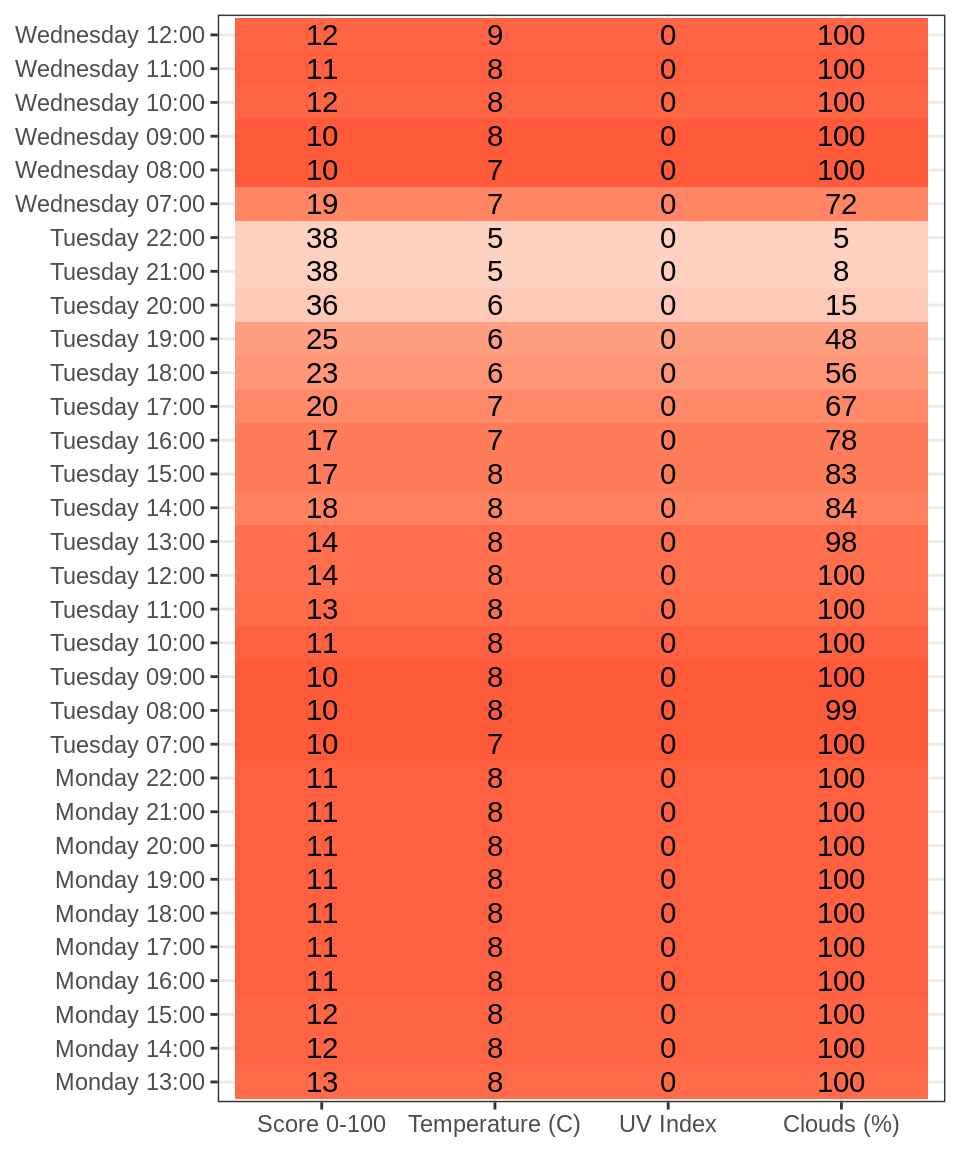 Wednesday 12:00 12 9 0 100
Wednesday 11:00 11 8 0 100
Wednesday 10:00 12 8 0 100
Wednesday 09:00 10 8 0 100
Wednesday 08:00 10 7 0 100
Wednesday 07:00 19 7 0 72
Tuesday 22:00 38 5 0 5
Tuesday 21:00 38 5 0 8
Tuesday 20:00 36 6 0 15
Tuesday 19:00 25 6 0 48
Tuesday 18:00 23 6 0 56
Tuesday 17:00 20 7 0 67
Tuesday 16:00 17 7 0 78
Tuesday 15:00 17 8 0 83
Tuesday 14:00 18 8 0 84
Tuesday 13:00 14 8 0 98
Tuesday 12:00 14 8 0 100
Tuesday 11:00 13 8 0 100
Tuesday 10:00 11 8 0 100
Tuesday 09:00 10 8 0 100
Tuesday 08:00 10 8 0 99
Tuesday 07:00 10 7 0 100
Monday 22:00 11 8 0 100
Monday 21:00 11 8 0 100
Monday 20:00 11 8 0 100
Monday 19:00 11 8 0 100
Monday 18:00 11 8 0 100
Monday 17:00 11 8 0 100
Monday 16:00 11 8 0 100
Monday 15:00 12 8 0 100
Monday 14:00 12 8 0 100
Monday 13:00 13 8 0 100
Score 0-100 Temperature (C) UV Index Clouds (%)